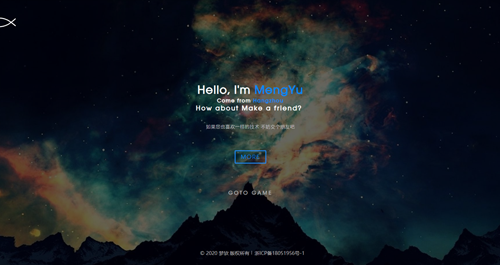 Hello, I'm MengYu
Come from
How about Make a friend?
如果您也喜欢一样的技术 不如交个朋友吧
MORE
GOTO GAME
© 2020 梦钦 版权所有 | 浙ICP备18051956号-1